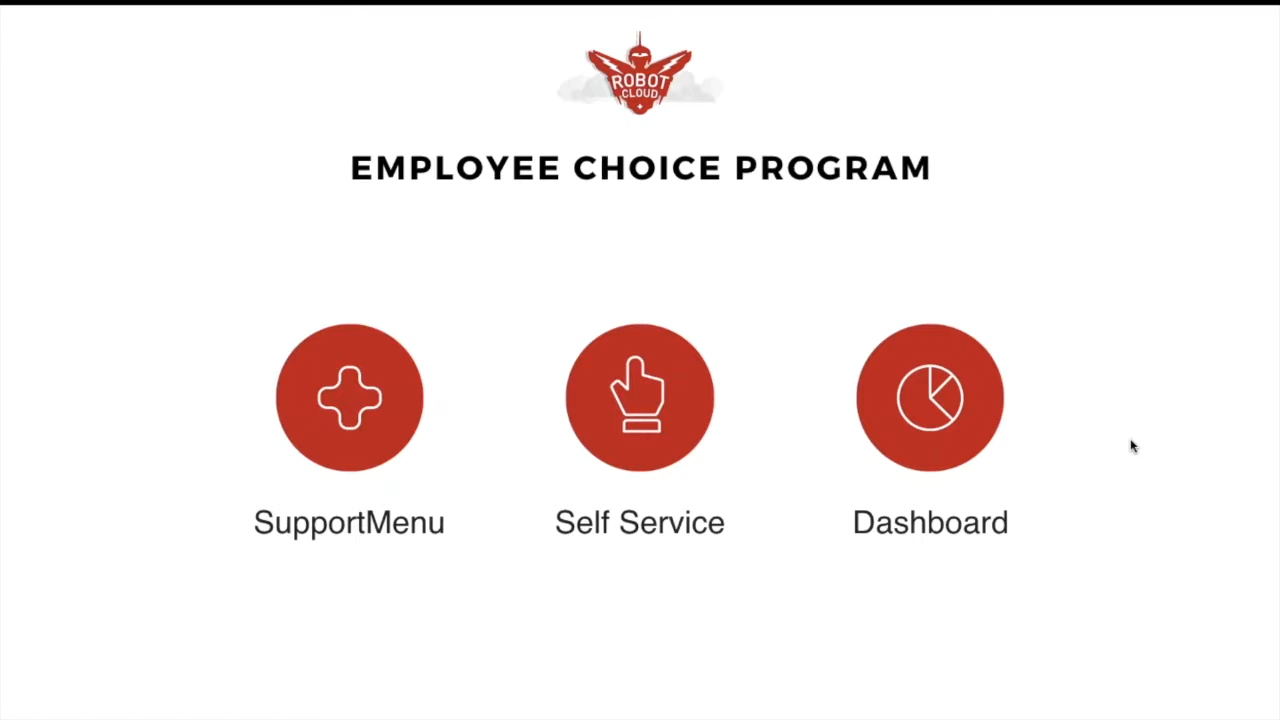 ROBOT
CLOUD
EMPLOYEE CHOICE PROGRAM
SupportMenu
Self Service
Dashboard